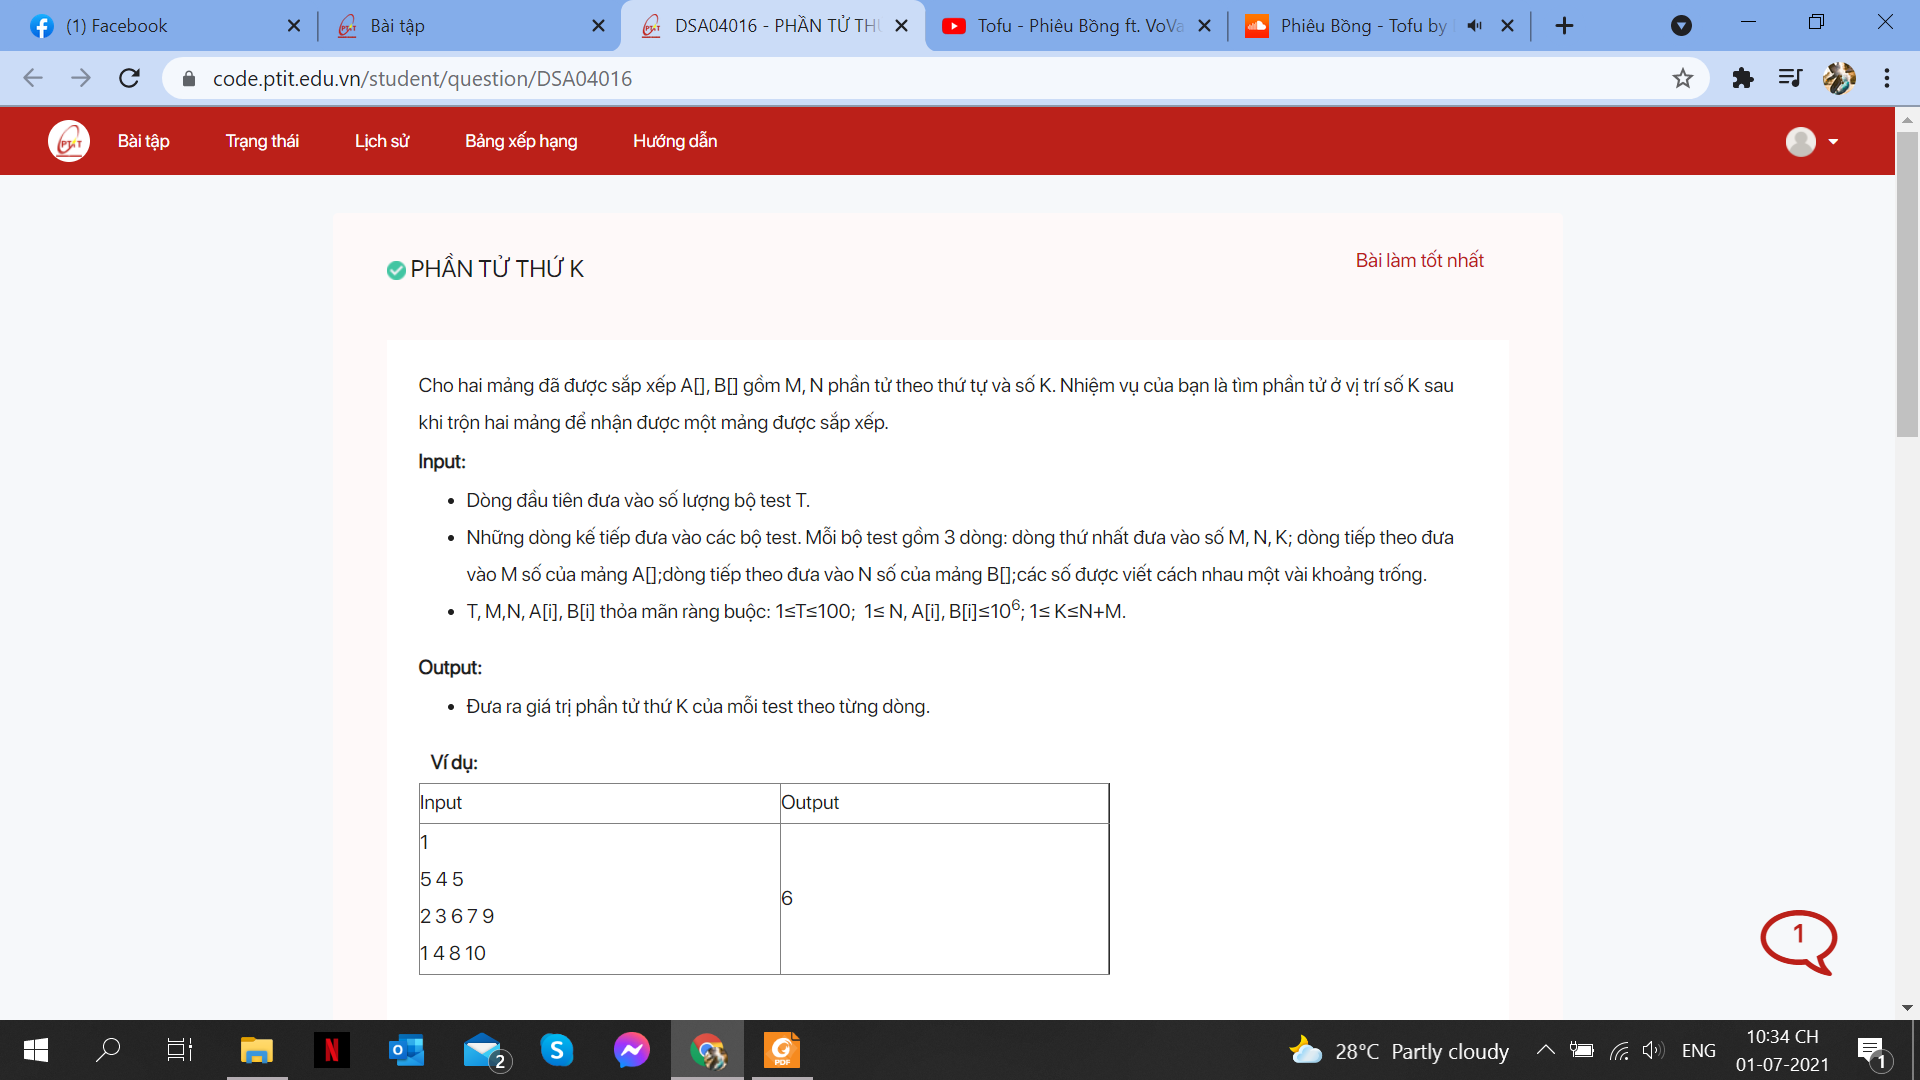 (1) Facebook
Bài tập
DSA04016 - PHẦN TỬ THỨ
Tofu - Phiêu Bồng ft. VoVa
Phiêu Bồng - Tofu by
code.ptit.edu.vn/student/question/DSA04016
PTIT
Bài tập
Trạng thái
Lịch sử
Bảng xếp hạng
Hướng dẫn
PHẦN TỬ THỨ K
Bài làm tốt nhất
Cho hai mảng đã được sắp xếp A[], B[] gồm M, N phần tử theo thứ tự và số K. Nhiệm vụ của bạn là tìm phần tử ở vị trí số K sau
khi trộn hai mảng để nhận được một mảng được sắp xếp.
Input:
• Dòng đầu tiên đưa vào số lượng bộ test T.
• Những dòng kế tiếp đưa vào các bộ test. Mỗi bộ test gồm 3 dòng: dòng thứ nhất đưa vào số M, N, K; dòng tiếp theo đưa
vào M số của mảng A[];dòng tiếp theo đưa vào N số của mảng B[];các số được viết cách nhau một vài khoảng trống.
• T, M,N, A[i], B[i] thỏa mãn ràng buộc: 1≤T≤100; 1≤ N, A[i], B[i]≤10⁶; 1≤ K≤N+M.
Output:
• Đưa ra giá trị phần tử thứ K của mỗi test theo từng dòng.
Ví dụ:
Input
Output
1
5 4 5
2 3 6 7 9
1 4 8 10
6
1
2
PDF
28°C Partly cloudy
ENG
10:34 CH
01-07-2021
1